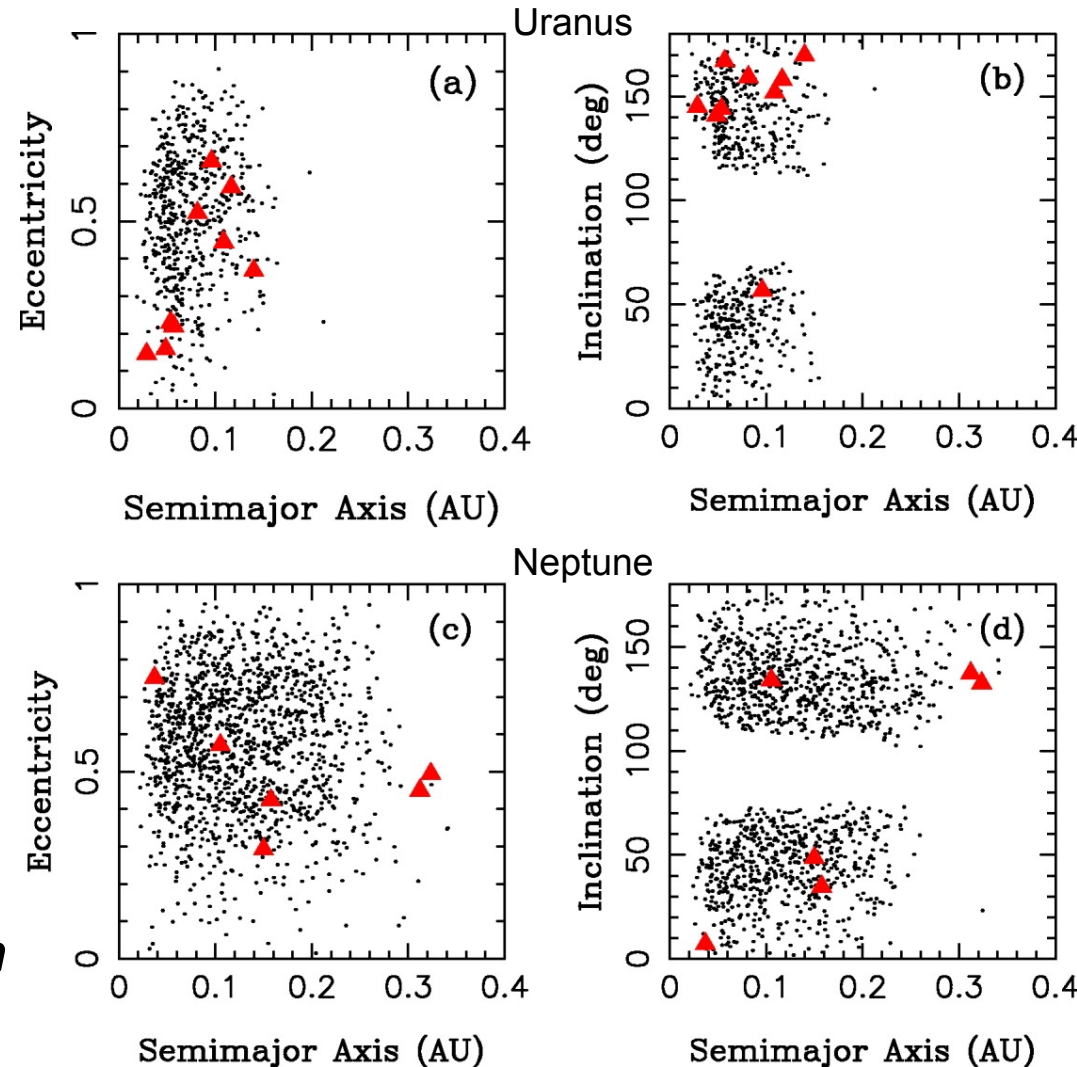 Uranus
(a)
Eccentricity
0 0.5 1
0 0.1 0.2 0.3 0.4
Semimajor Axis (AU)
(b)
Inclination (deg)
0 50 100 150
0 0.1 0.2 0.3 0.4
Semimajor Axis (AU)
Neptune
(c)
Eccentricity
0 0.5 1
0 0.1 0.2 0.3 0.4
Semimajor Axis (AU)
(d)
Inclination (deg)
0 50 100 150
0 0.1 0.2 0.3 0.4
Semimajor Axis (AU)